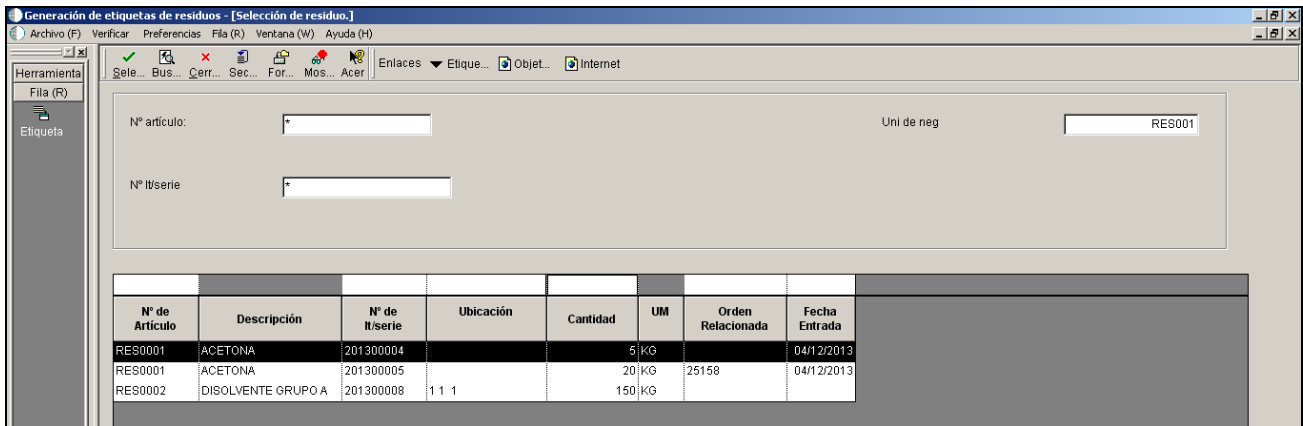 Generación de etiquetas de residuos - [Selección de residuo.]
Archivo (F) Verificar Preferencias Fila (R) Ventana (W) Ayuda (H)
Herramienta
Fila (R)
Etiqueta
Sele... Bus... Cerr... Sec... For... Mos... Acer Enlaces Etique... Objet... Internet
Nº artículo: * Uni de neg RES001
Nº lt/serie *
Nº de Artículo Descripción Nº de lt/serie Ubicación Cantidad UM Orden Relacionada Fecha Entrada
RES0001 ACETONA 201300004 5 KG 04/12/2013
RES0001 ACETONA 201300005 20 KG 25158 04/12/2013
RES0002 DISOLVENTE GRUPO A 201300008 1 1 1 150 KG